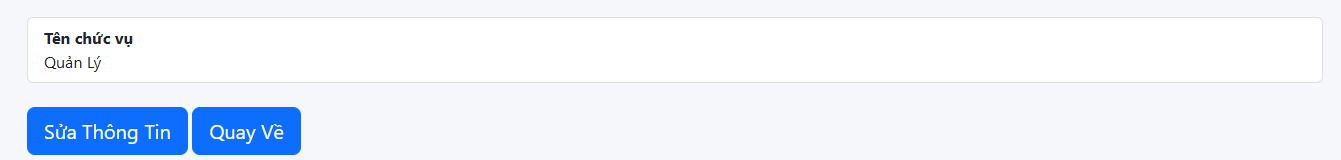 Tên chức vụ
Quản Lý
Sửa Thông Tin Quay Về